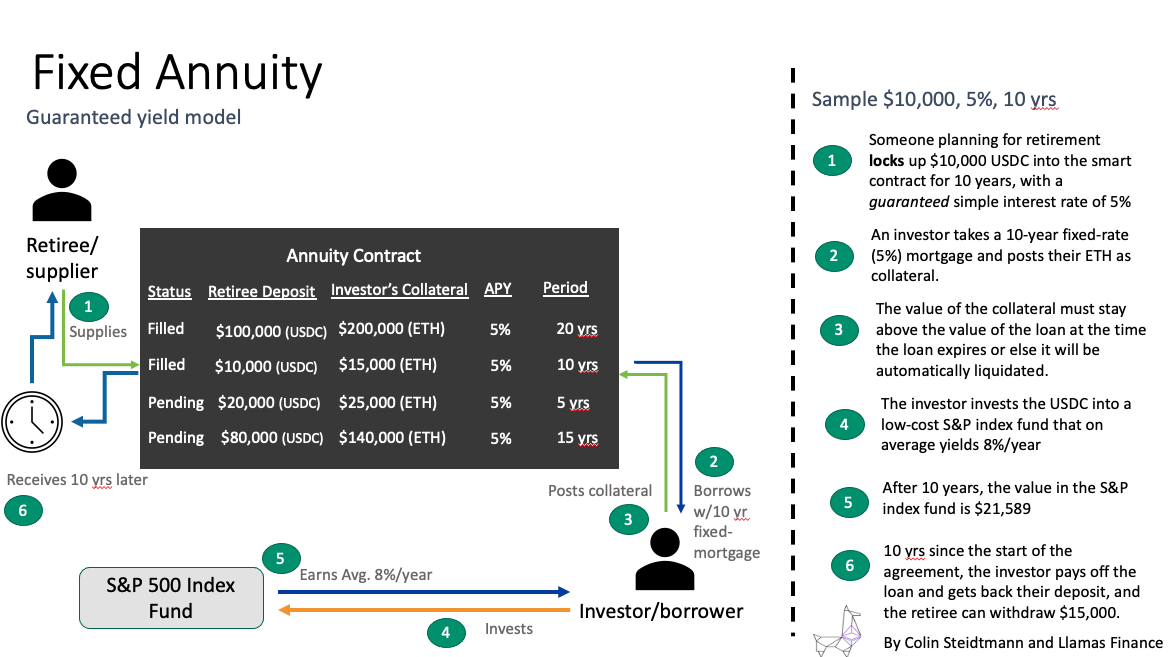 Fixed Annuity
Guaranteed yield model
Retiree/
supplier
1
Supplies
Annuity Contract
Status Retiree Deposit Investor's Collateral APY Period
Filled $100,000 (USDC) $200,000 (ETH) 5% 20 yrs
Filled $10,000 (USDC) $15,000 (ETH) 5% 10 yrs
Pending $20,000 (USDC) $25,000 (ETH) 5% 5 yrs
Pending $80,000 (USDC) $140,000 (ETH) 5% 15 yrs
Receives 10 yrs later
6
2
Borrows
w/10 yr
fixed-
mortgage
Posts collateral
3
Investor/borrower
5
Earns Avg. 8%/year
S&P 500 Index
Fund
4
Invests
Sample $10,000, 5%, 10 yrs
1
Someone planning for retirement
locks up $10,000 USDC into the smart
contract for 10 years, with a
guaranteed simple interest rate of 5%
2
An investor takes a 10-year fixed-rate
(5%) mortgage and posts their ETH as
collateral.
3
The value of the collateral must stay
above the value of the loan at the time
the loan expires or else it will be
automatically liquidated.
4
The investor invests the USDC into a
low-cost S&P index fund that on
average yields 8%/year
5
After 10 years, the value in the S&P
index fund is $21,589
6
10 yrs since the start of the
agreement, the investor pays off the
loan and gets back their deposit, and
the retiree can withdraw $15,000.
By Colin Steidtmann and Llamas Finance